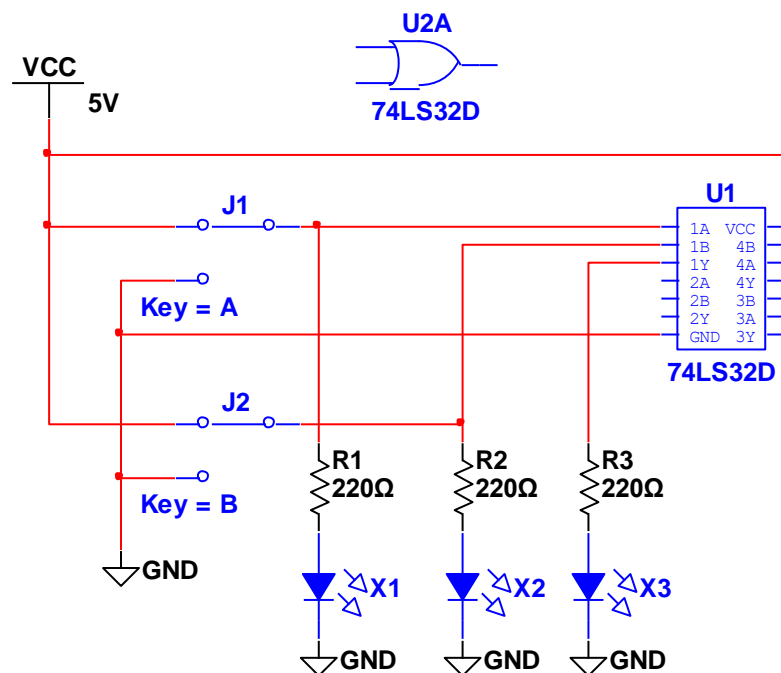 U2A
VCC
5V
74LS32D
U1
J1
1A VCC
1B 4B
1Y 4A
2A 4Y
2B 3B
2Y 3A
GND 3Y
Key = A
74LS32D
J2
R1
220Ω
R2
220Ω
R3
220Ω
Key = B
GND
X1
X2
X3
GND
GND
GND